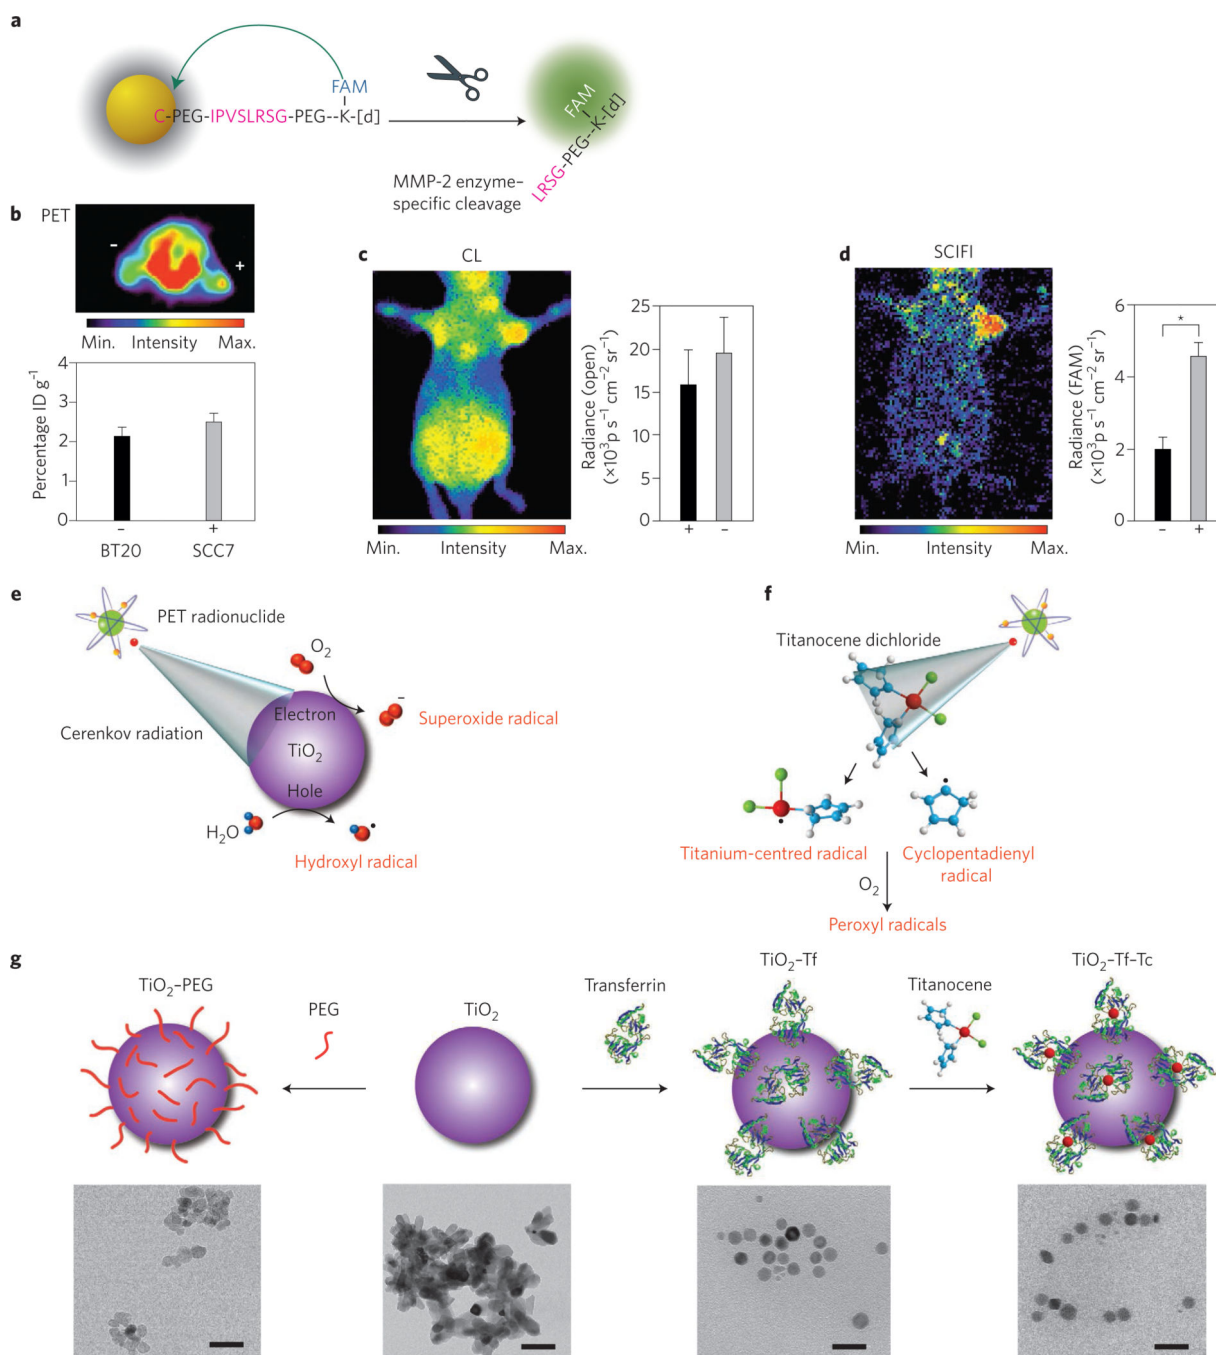 a
FAM
C-PEG-IPVSLRSG-PEG--K-[d]
MMP-2 enzyme–
specific cleavage
FAM
LRSG-PEG--K-[d]
b
PET
-
+
Min. Intensity Max.
Percentage ID g⁻¹
4
3
2
1
0
– +
BT20 SCC7
c
CL
Min. Intensity Max.
Radiance (open)
(×10³p s⁻¹ cm⁻² sr⁻¹)
25
20
15
10
5
0
+ –
d
SCIFI
Min. Intensity Max.
Radiance (FAM)
(×10³p s⁻¹ cm⁻² sr⁻¹)
6
4
2
0
*
– +
e
PET radionuclide
O₂
–
Electron
Superoxide radical
Cerenkov radiation
TiO₂
Hole
H₂O
•
Hydroxyl radical
f
Titanocene dichloride
•
•
Titanium-centred radical
Cyclopentadienyl
radical
O₂
Peroxyl radicals
g
TiO₂–PEG
PEG
TiO₂
Transferrin
TiO₂–Tf
Titanocene
TiO₂–Tf–Tc